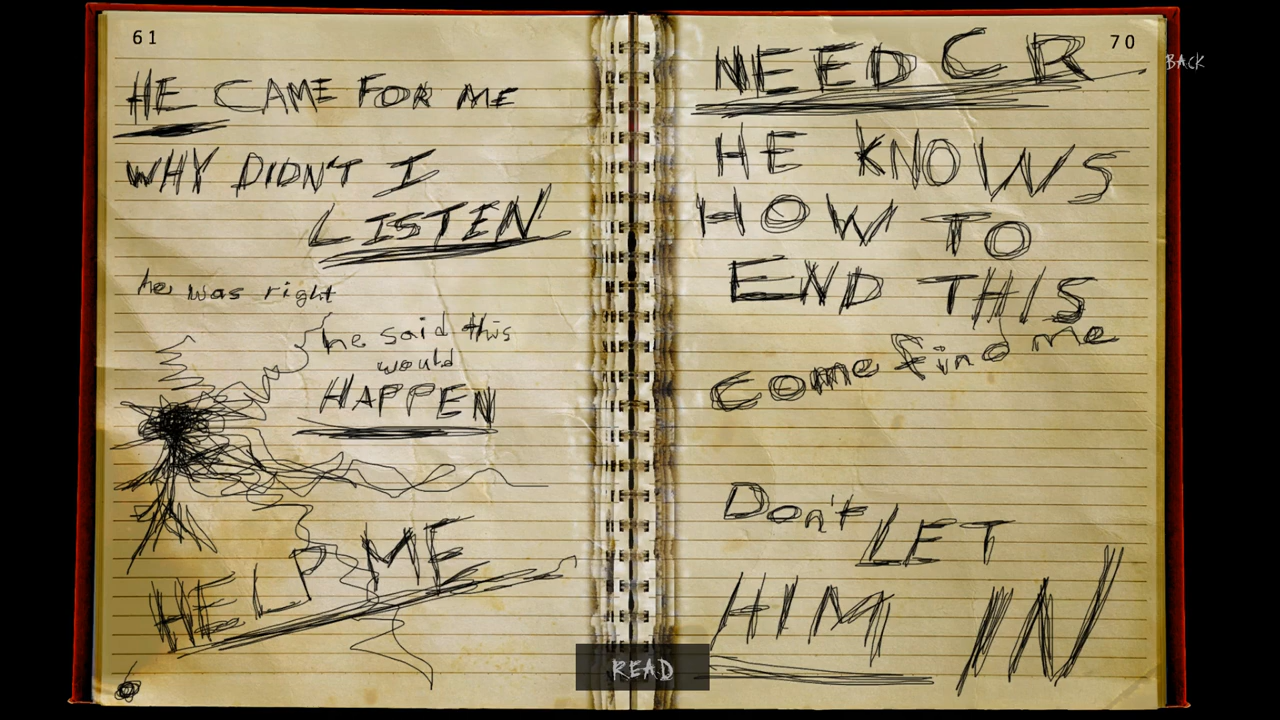 61
HE CAME FOR ME
WHY DIDN'T I
LISTEN
he was right
he said this
would
HAPPEN
HELP ME
70
NEED CR
HE KNOWS
HOW TO
END THIS
come find me
Don't LET
HIM IN
BACK
READ